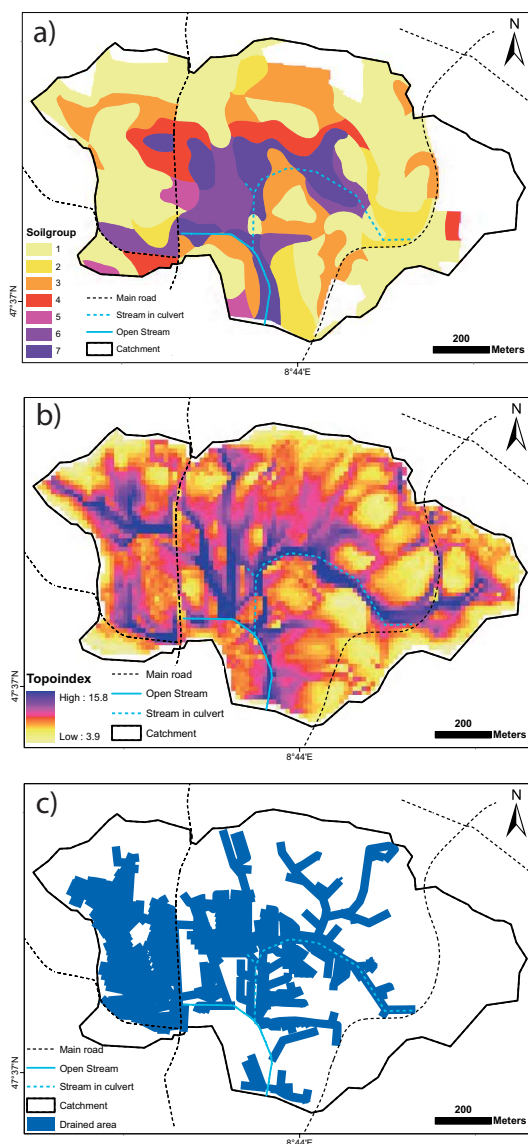 a)
N
Soilgroup
1
2
3
4
5
6
7
Main road
Stream in culvert
Open Stream
Catchment
200
Meters
47°37'N
8°44'E
b)
N
Topoindex
High : 15.8
Low : 3.9
Main road
Open Stream
Stream in culvert
Catchment
200
Meters
47°37'N
8°44'E
c)
N
Main road
Open Stream
Stream in culvert
Catchment
Drained area
200
Meters
47°37'N
8°44'E